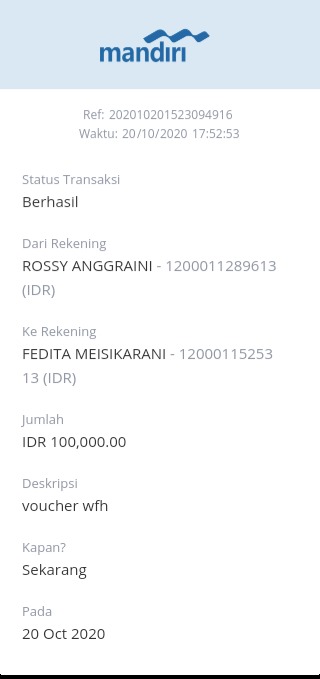 mandiri
Ref: 202010201523094916
Waktu: 20/10/2020 17:52:53
Status Transaksi
Berhasil
Dari Rekening
ROSSY ANGGRAINI - 1200011289613
(IDR)
Ke Rekening
FEDITA MEISIKARANI - 12000115253
13 (IDR)
Jumlah
IDR 100,000.00
Deskripsi
voucher wfh
Kapan?
Sekarang
Pada
20 Oct 2020